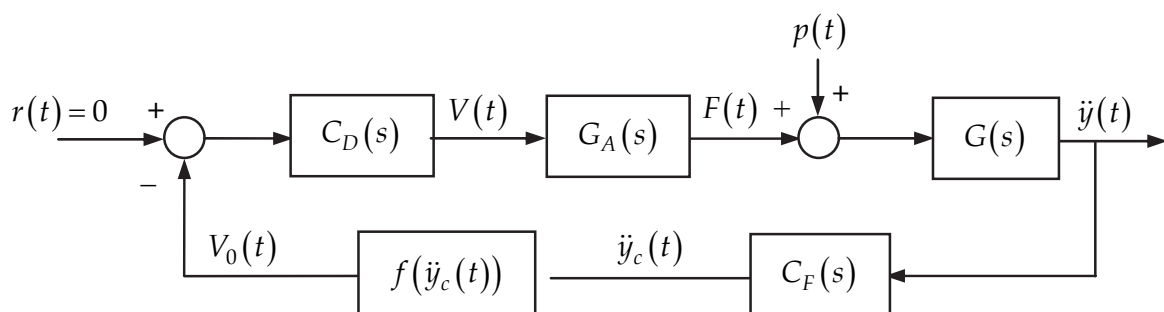 p(t)
r(t)=0
+
C_D(s)
V(t)
G_A(s)
F(t)
+
+
G(s)
ÿ(t)
−
V_0(t)
f(ÿ_c(t))
ÿ_c(t)
C_F(s)